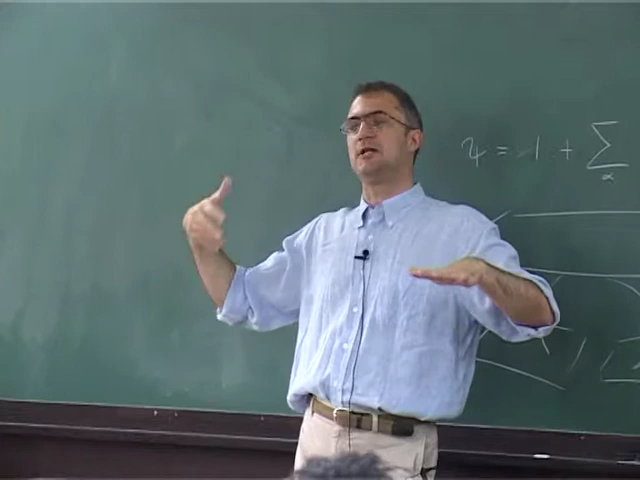 Ψ = 1 + Σ
α